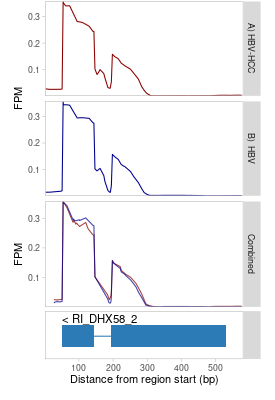 0.3
0.2
0.1
A) HBV-HCC
FPM
0.3
0.2
0.1
B) HBV
0.3
0.2
0.1
FPM
Combined
< RI_DHX58_2
100 200 300 400 500
Distance from region start (bp)